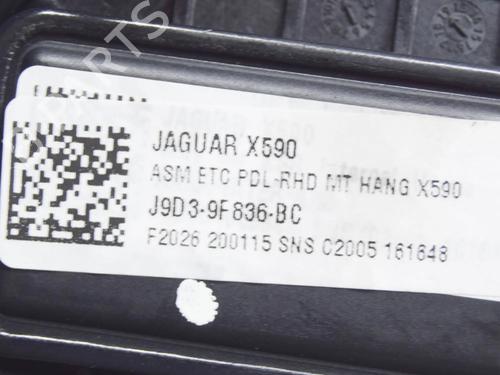 JAGUAR X590
ASM ETC PDL-RHD MT HANG X590
J9D3-9F836-BC
F2026 200115 SNS C2005 161648